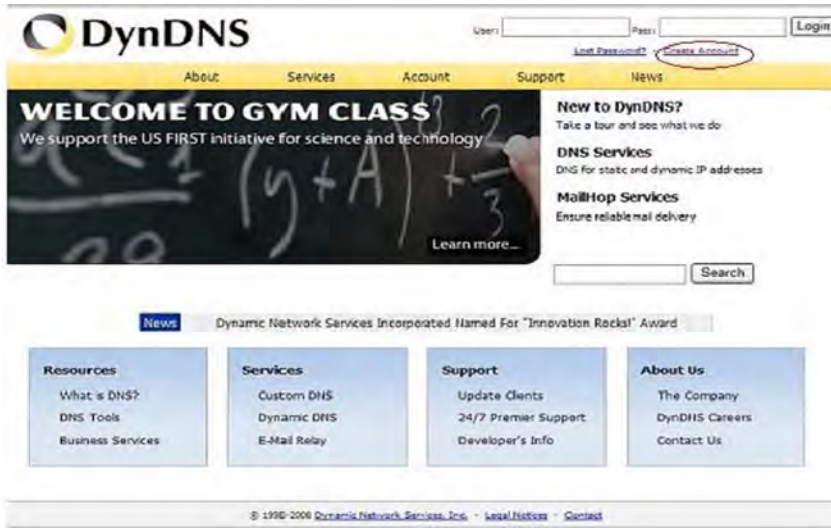 DynDNS
User: Pass: Login
Lost Password? - Create Account
About Services Account Support News
WELCOME TO GYM CLASS
We support the US FIRST initiative for science and technology
(y + A) + 2/3
Learn more...
New to DynDNS?
Take a tour and see what we do
DNS Services
DNS for static and dynamic IP addresses
MailHop Services
Ensure reliable mail delivery
Search
News Dynamic Network Services Incorporated Named For "Innovation Rocks!" Award
Resources
What is DNS?
DNS Tools
Business Services
Services
Custom DNS
Dynamic DNS
E-Mail Relay
Support
Update Clients
24/7 Premier Support
Developer's Info
About Us
The Company
DynDNS Careers
Contact Us
© 1998-2008 Dynamic Network Services, Inc. - Legal Notices - Contact